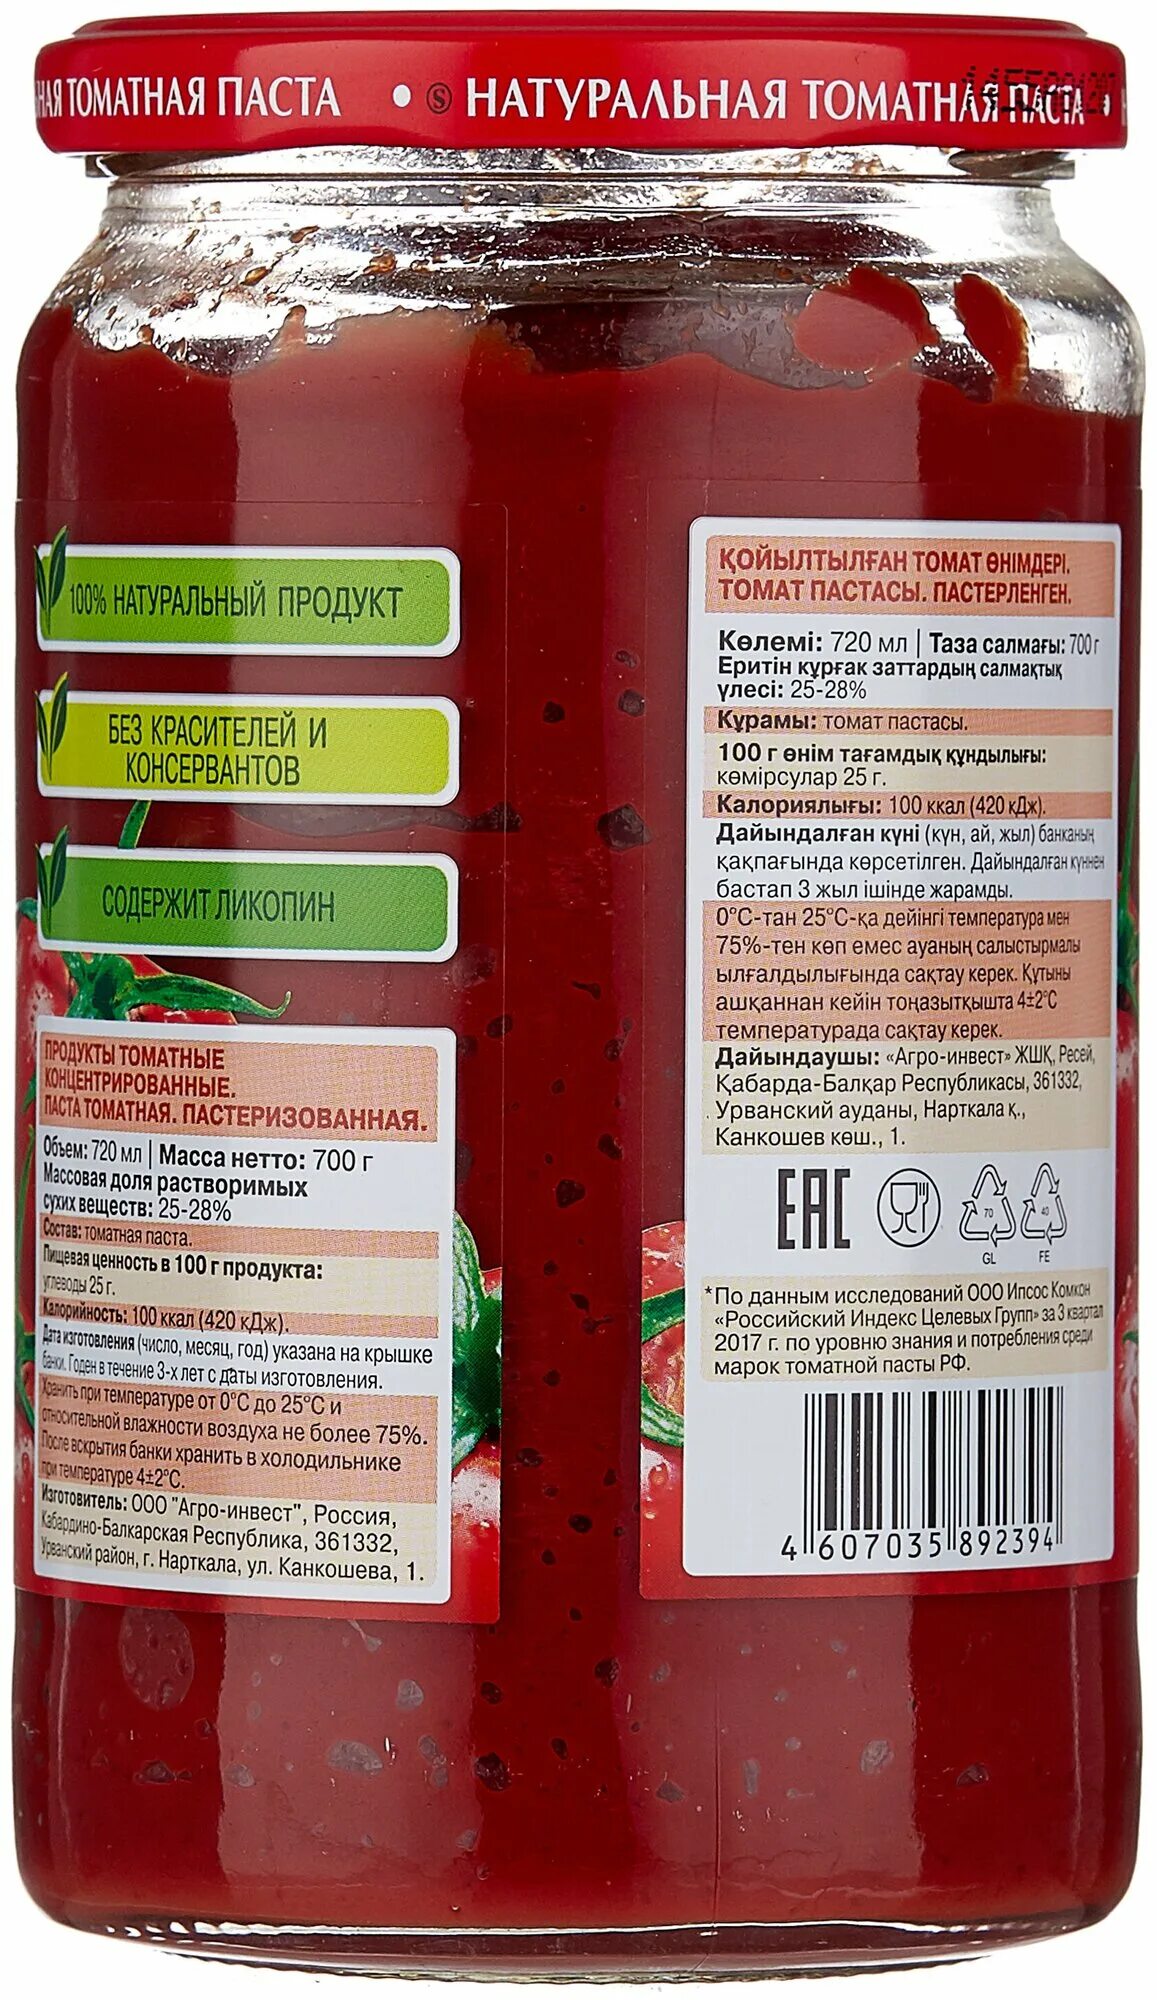 НАЯ ТОМАТНАЯ ПАСТА • Ⓢ НАТУРАЛЬНАЯ ТОМАТНАЯ ПАСТА •
100% НАТУРАЛЬНЫЙ ПРОДУКТ
БЕЗ КРАСИТЕЛЕЙ И
КОНСЕРВАНТОВ
СОДЕРЖИТ ЛИКОПИН
ПРОДУКТЫ ТОМАТНЫЕ
КОНЦЕНТРИРОВАННЫЕ.
ПАСТА ТОМАТНАЯ. ПАСТЕРИЗОВАННАЯ.
Объем: 720 мл | Масса нетто: 700 г
Массовая доля растворимых
сухих веществ: 25-28%
Состав: томатная паста.
Пищевая ценность в 100 г продукта:
углеводы 25 г.
Калорийность: 100 ккал (420 кДж).
Дата изготовления (число, месяц, год) указана на крышке
банки. Годен в течение 3-х лет с даты изготовления.
Хранить при температуре от 0°С до 25°С и
относительной влажности воздуха не более 75%.
После вскрытия банки хранить в холодильнике
при температуре 4±2°С.
Изготовитель: ООО "Агро-инвест", Россия,
Кабардино-Балкарская Республика, 361332,
Урванский район, г. Нарткала, ул. Канкошева, 1.
ҚОЙЫЛТЫЛҒАН ТОМАТ ӨНІМДЕРІ.
ТОМАТ ПАСТАСЫ. ПАСТЕРЛЕНГЕН.
Көлемі: 720 мл | Таза салмағы: 700 г
Еритін құрғақ заттардың салмақтық
үлесі: 25-28%
Құрамы: томат пастасы.
100 г өнім тағамдық құндылығы:
көмірсулар 25 г.
Калориялығы: 100 ккал (420 кДж).
Дайындалған күні (күн, ай, жыл) банканың
қақпағында көрсетілген. Дайындалған күннен
бастап 3 жыл ішінде жарамды.
0°С-тан 25°С-қа дейінгі температура мен
75%-тен көп емес ауаның салыстырмалы
ылғалдылығында сақтау керек. Құтыны
ашқаннан кейін тоңазытқышта 4±2°С
температурада сақтау керек.
Дайындаушы: «Агро-инвест» ЖШҚ, Ресей,
Қабарда-Балқар Республикасы, 361332,
Урванский ауданы, Нарткала қ.,
Канкошев көш., 1.
EAC
70 40
GL FE
*По данным исследований ООО Ипсос Комкон
«Российский Индекс Целевых Групп» за 3 квартал
2017 г. по уровню знания и потребления среди
марок томатной пасты РФ.
4 607035 892394